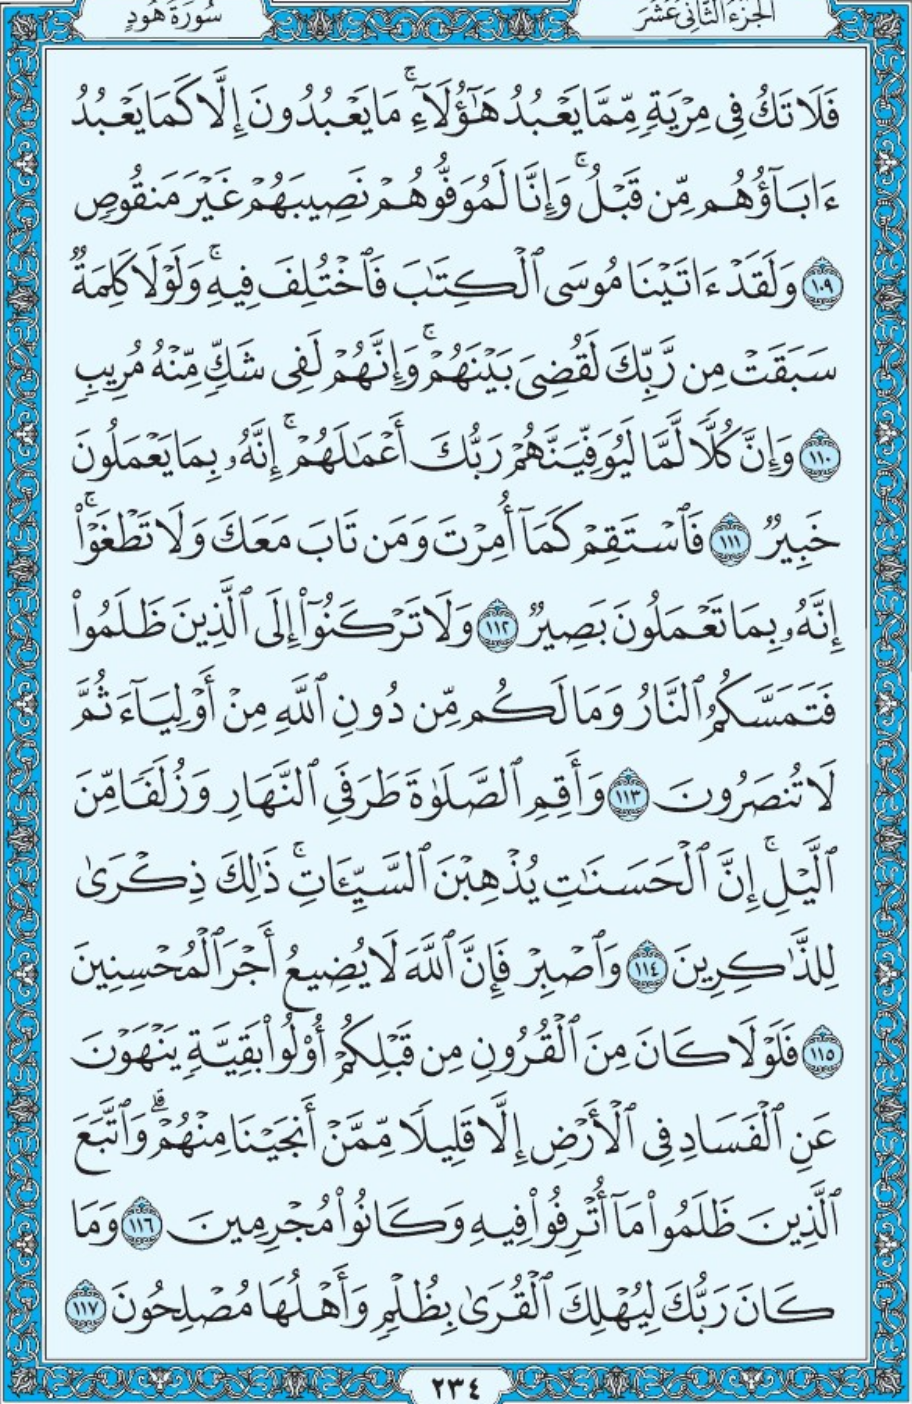 الجزء الثاني عشر
سورة هود
فَلَا تَكُ فِي مِرْيَةٍ مِّمَّا يَعْبُدُ هَٰٓؤُلَآءِ ۚ مَا يَعْبُدُونَ إِلَّا كَمَا يَعْبُدُ
ءَابَآؤُهُم مِّن قَبْلُ ۚ وَإِنَّا لَمُوَفُّوهُمْ نَصِيبَهُمْ غَيْرَ مَنقُوصٍ
١٠٩ وَلَقَدْ ءَاتَيْنَا مُوسَى ٱلْكِتَٰبَ فَٱخْتُلِفَ فِيهِ ۚ وَلَوْلَا كَلِمَةٌ
سَبَقَتْ مِن رَّبِّكَ لَقُضِيَ بَيْنَهُمْ ۚ وَإِنَّهُمْ لَفِي شَكٍّ مِّنْهُ مُرِيبٍ
١١٠ وَإِنَّ كُلًّا لَّمَّا لَيُوَفِّيَنَّهُمْ رَبُّكَ أَعْمَٰلَهُمْ ۚ إِنَّهُۥ بِمَا يَعْمَلُونَ
خَبِيرٌ ١١١ فَٱسْتَقِمْ كَمَآ أُمِرْتَ وَمَن تَابَ مَعَكَ وَلَا تَطْغَوْا۟ ۚ
إِنَّهُۥ بِمَا تَعْمَلُونَ بَصِيرٌ ١١٢ وَلَا تَرْكَنُوٓا۟ إِلَى ٱلَّذِينَ ظَلَمُوا۟
فَتَمَسَّكُمُ ٱلنَّارُ وَمَا لَكُم مِّن دُونِ ٱللَّهِ مِنْ أَوْلِيَآءَ ثُمَّ
لَا تُنصَرُونَ ١١٣ وَأَقِمِ ٱلصَّلَوٰةَ طَرَفَيِ ٱلنَّهَارِ وَزُلَفًا مِّنَ
ٱلَّيْلِ ۚ إِنَّ ٱلْحَسَنَٰتِ يُذْهِبْنَ ٱلسَّيِّـَٔاتِ ۚ ذَٰلِكَ ذِكْرَىٰ
لِلذَّٰكِرِينَ ١١٤ وَٱصْبِرْ فَإِنَّ ٱللَّهَ لَا يُضِيعُ أَجْرَ ٱلْمُحْسِنِينَ
١١٥ فَلَوْلَا كَانَ مِنَ ٱلْقُرُونِ مِن قَبْلِكُمْ أُو۟لُوا۟ بَقِيَّةٍ يَنْهَوْنَ
عَنِ ٱلْفَسَادِ فِي ٱلْأَرْضِ إِلَّا قَلِيلًا مِّمَّنْ أَنجَيْنَا مِنْهُمْ ۗ وَٱتَّبَعَ
ٱلَّذِينَ ظَلَمُوا۟ مَآ أُتْرِفُوا۟ فِيهِ وَكَانُوا۟ مُجْرِمِينَ ١١٦ وَمَا
كَانَ رَبُّكَ لِيُهْلِكَ ٱلْقُرَىٰ بِظُلْمٍ وَأَهْلُهَا مُصْلِحُونَ ١١٧
٢٣٤